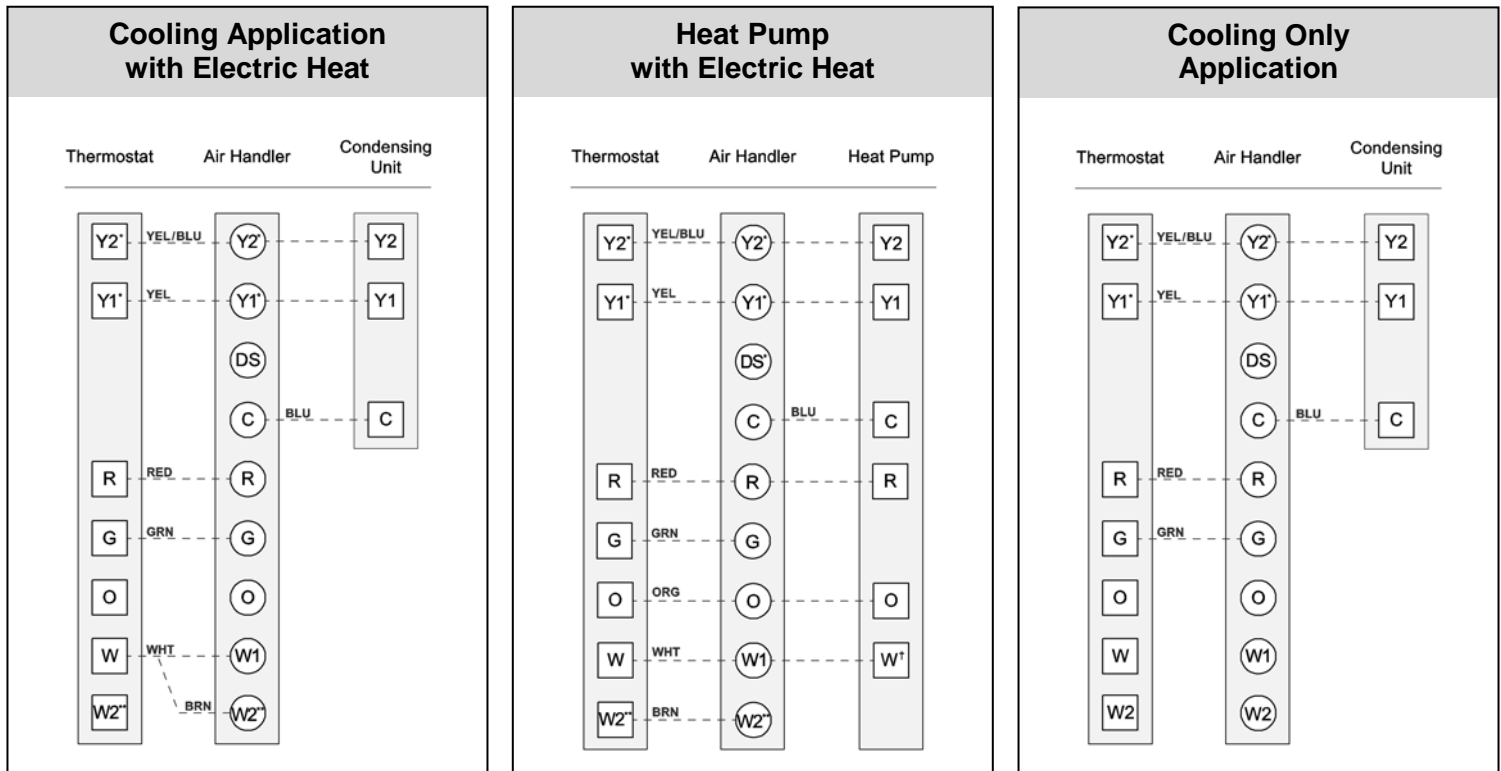 Cooling Application
with Electric Heat
Thermostat Air Handler Condensing
Unit
Y2* YEL/BLU Y2* Y2
Y1* YEL Y1* Y1
DS
C BLU C
R RED R
G GRN G
O O
W WHT W1
W2** BRN W2**
Heat Pump
with Electric Heat
Thermostat Air Handler Heat Pump
Y2* YEL/BLU Y2* Y2
Y1* YEL Y1* Y1
DS*
C BLU C
R RED R R
G GRN G
O ORG O O
W WHT W1 W†
W2** BRN W2**
Cooling Only
Application
Thermostat Air Handler Condensing
Unit
Y2* YEL/BLU Y2* Y2
Y1* YEL Y1* Y1
DS
C BLU C
R RED R
G GRN G
O O
W W1
W2 W2